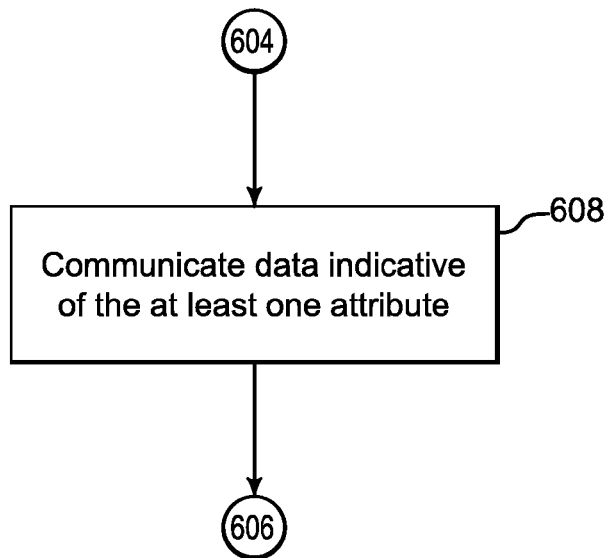 604
608
Communicate data indicative
of the at least one attribute
606